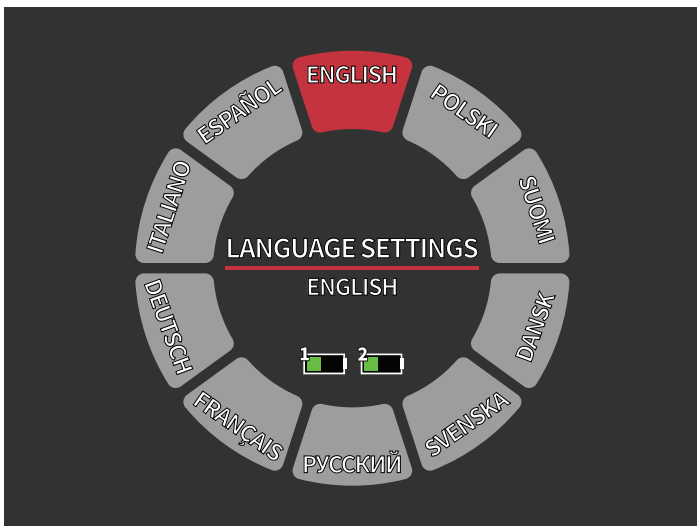 ENGLISH
POLSKI
SUOMI
DANSK
SVENSKA
РУССКИЙ
FRANÇAIS
DEUTSCH
ITALIANO
ESPAÑOL
LANGUAGE SETTINGS
ENGLISH
1 2